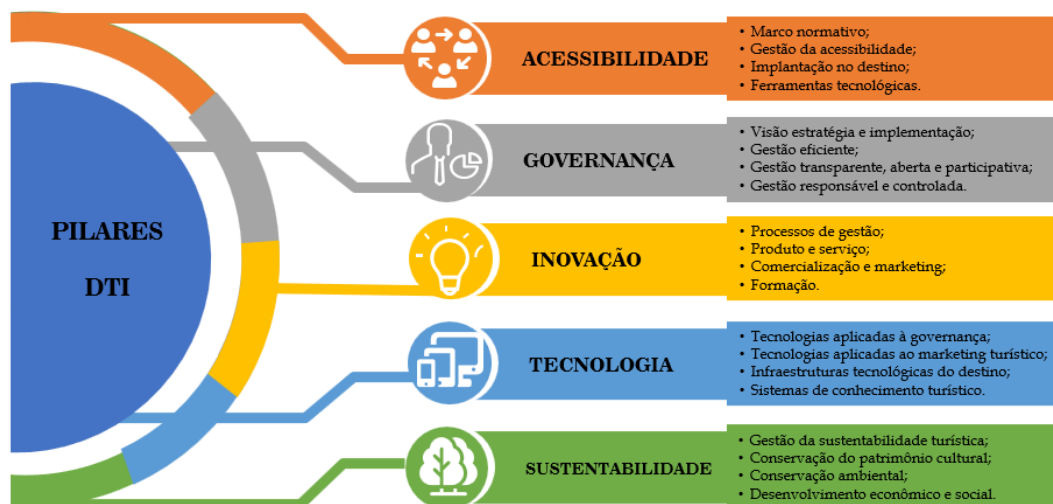 PILARES
DTI
ACESSIBILIDADE
• Marco normativo;
• Gestão da acessibilidade;
• Implantação no destino;
• Ferramentas tecnológicas.
GOVERNANÇA
• Visão estratégia e implementação;
• Gestão eficiente;
• Gestão transparente, aberta e participativa;
• Gestão responsável e controlada.
INOVAÇÃO
• Processos de gestão;
• Produto e serviço;
• Comercialização e marketing;
• Formação.
TECNOLOGIA
• Tecnologias aplicadas à governança;
• Tecnologias aplicadas ao marketing turístico;
• Infraestruturas tecnológicas do destino;
• Sistemas de conhecimento turístico.
SUSTENTABILIDADE
• Gestão da sustentabilidade turística;
• Conservação do patrimônio cultural;
• Conservação ambiental;
• Desenvolvimento econômico e social.